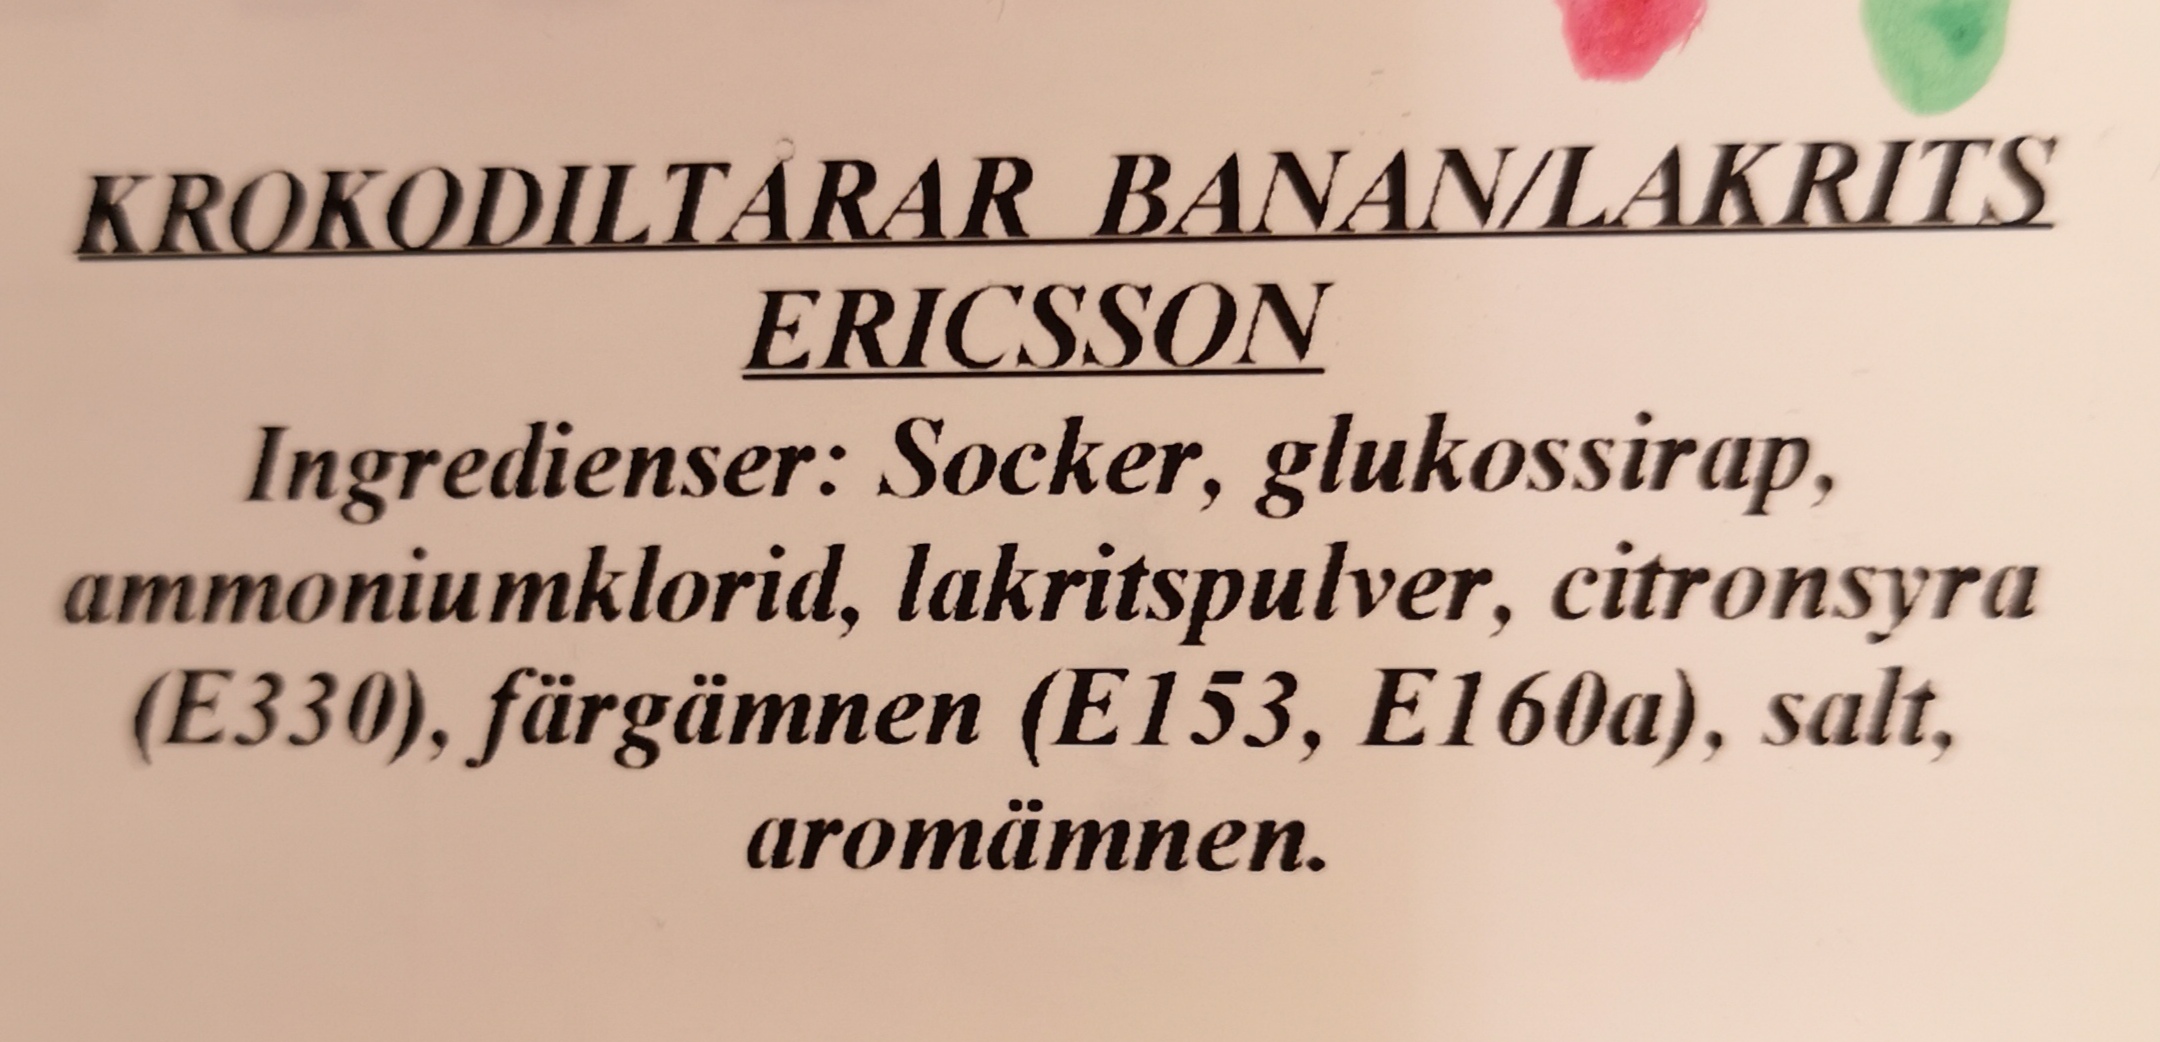 KROKODILTÅRAR BANAN/LAKRITS
ERICSSON
Ingredienser: Socker, glukossirap,
ammoniumklorid, lakritspulver, citronsyra
(E330), färgämnen (E153, E160a), salt,
aromämnen.